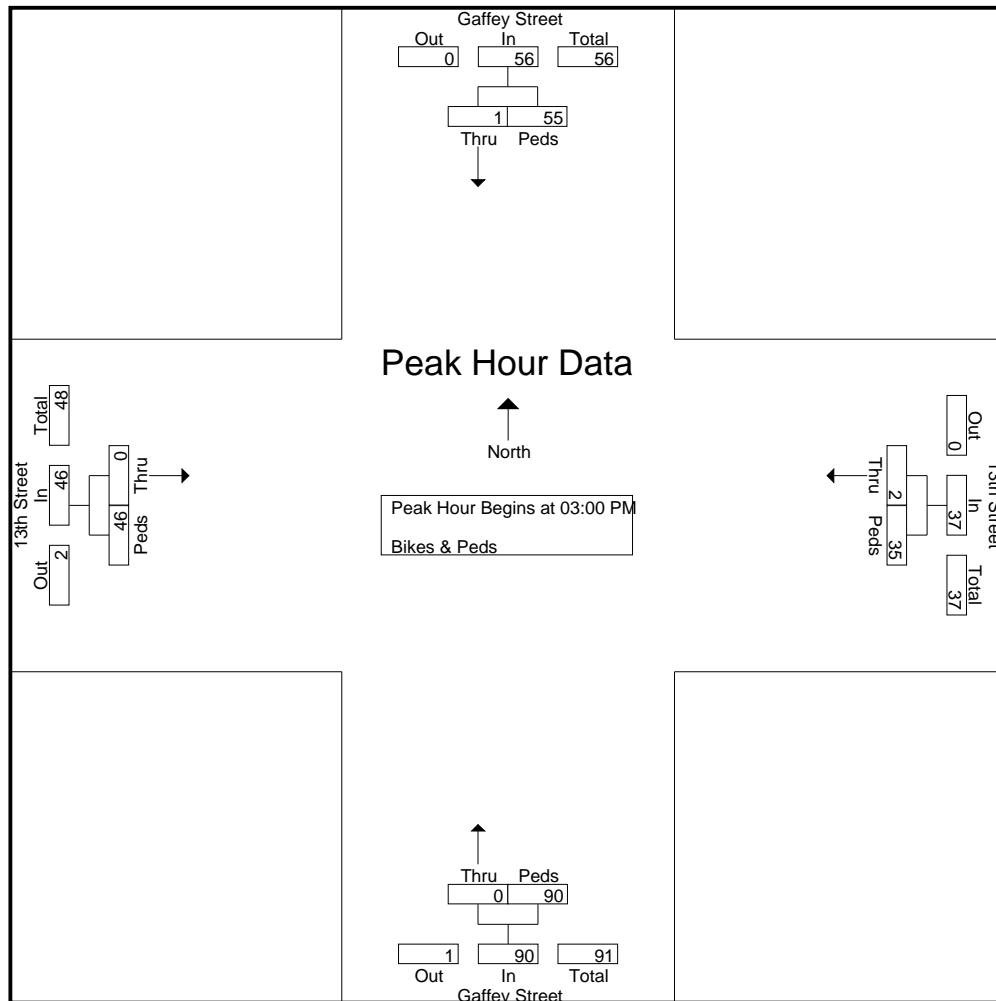 Gaffey Street
Out In Total
0 56 56
1 55
Thru Peds
Peak Hour Data
North
Peak Hour Begins at 03:00 PM
Bikes & Peds
13th Street
Out In Total
2 46 48
Peds Thru
46 0
13th Street
Out In Total
0 37 37
Thru Peds
2 35
Thru Peds
0 90
1 90 91
Out In Total
Gaffey Street